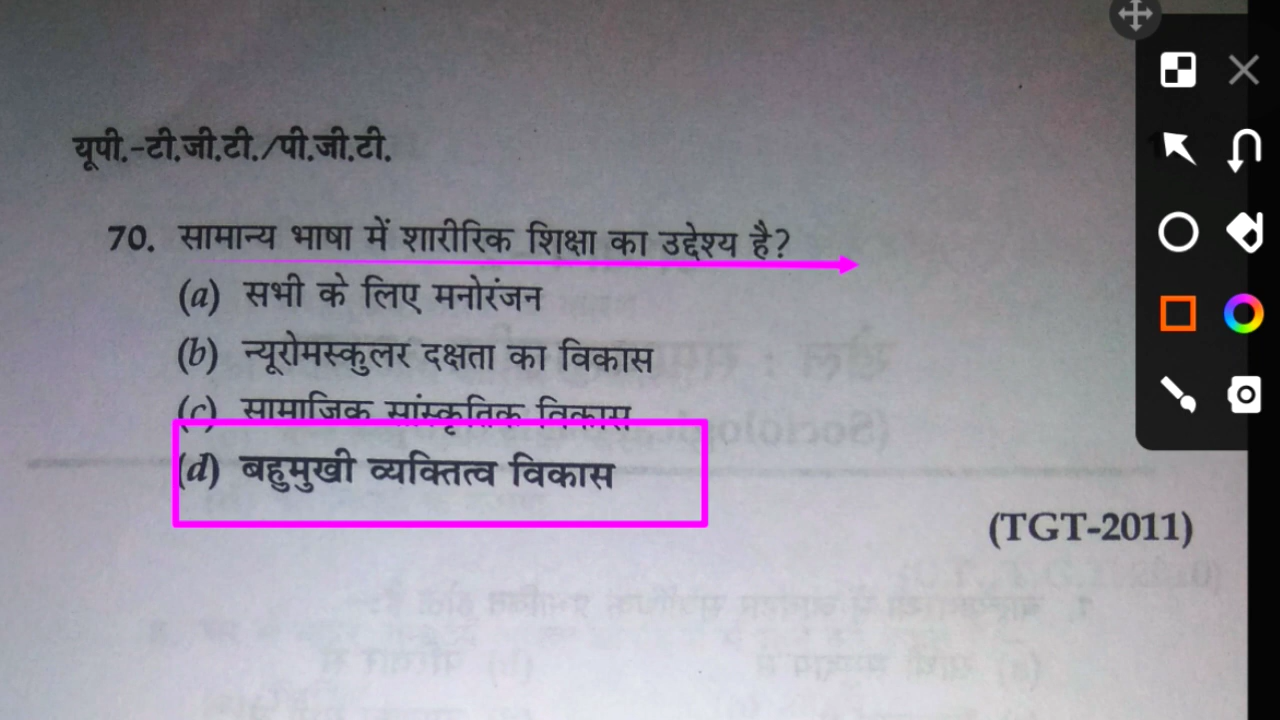 यूपी.-टी.जी.टी./पी.जी.टी.
70. सामान्य भाषा में शारीरिक शिक्षा का उद्देश्य है?
(a) सभी के लिए मनोरंजन
(b) न्यूरोमस्कुलर दक्षता का विकास
(c) सामाजिक सांस्कृतिक विकास
(d) बहुमुखी व्यक्तित्व विकास
(TGT-2011)